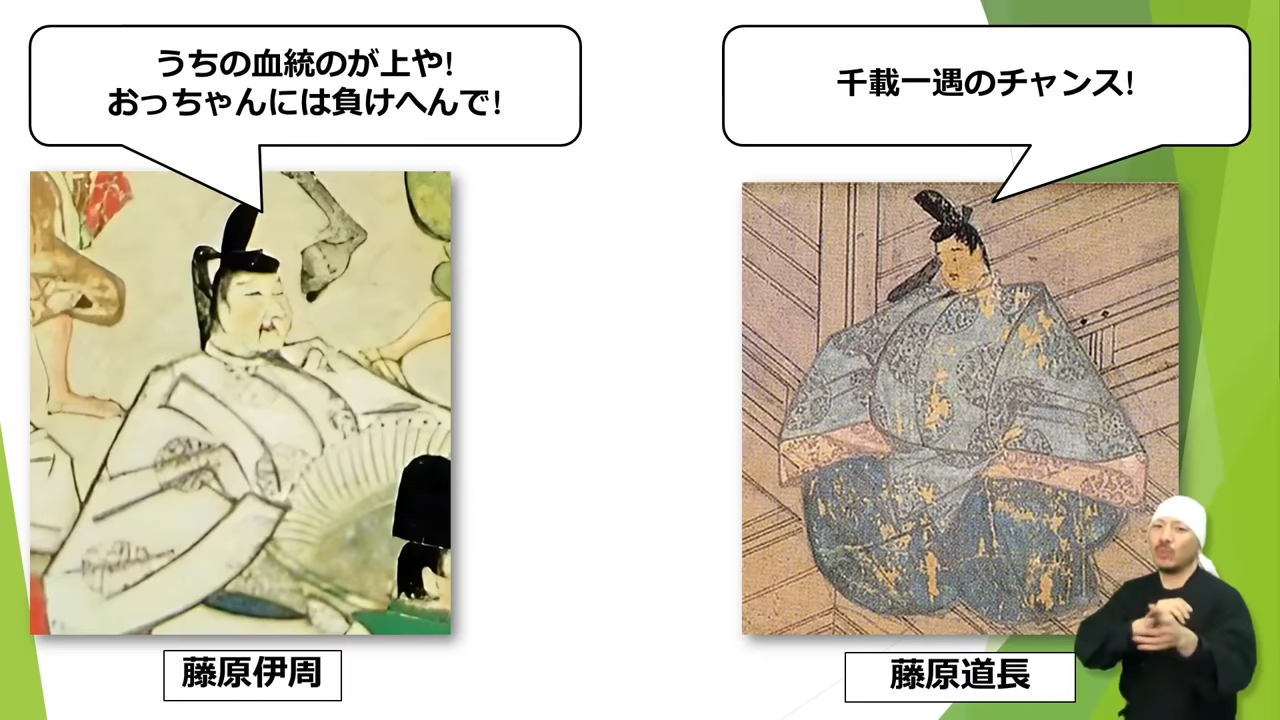 うちの血統のが上や!
おっちゃんには負けへんで!
千載一遇のチャンス!
藤原伊周
藤原道長